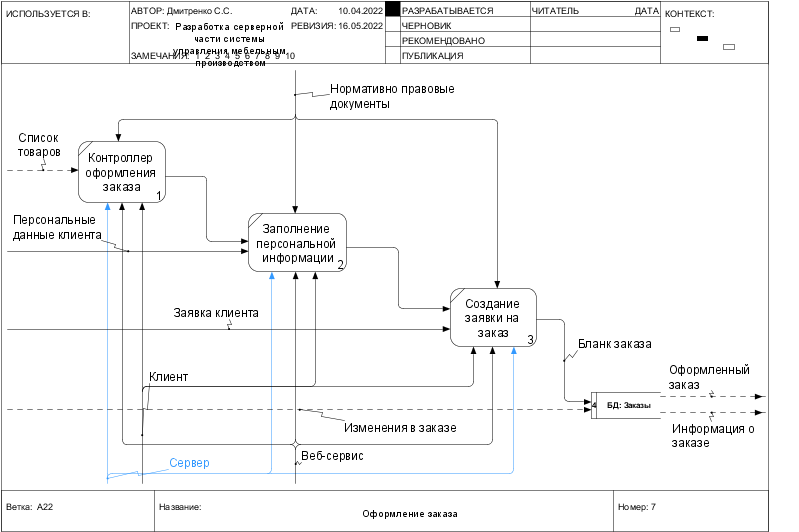 ИСПОЛЬЗУЕТСЯ В:
АВТОР: Дмитренко С.С.
ДАТА: 10.04.2022
РАЗРАБАТЫВАЕТСЯ
ЧИТАТЕЛЬ
ДАТА
КОНТЕКСТ:
ПРОЕКТ: Разработка серверной
части системы
управления мебельным
производством
РЕВИЗИЯ: 16.05.2022
ЧЕРНОВИК
РЕКОМЕНДОВАНО
ЗАМЕЧАНИЯ: 1 2 3 4 5 6 7 8 9 10
ПУБЛИКАЦИЯ
Нормативно правовые
документы
Список
товаров
Контроллер
оформления
заказа
1
Персональные
данные клиента
Заполнение
персональной
информации
2
Заявка клиента
Создание
заявки на
заказ
3
Бланк заказа
Клиент
Оформленный
заказ
4
БД: Заказы
Изменения в заказе
Информация о
заказе
Веб-сервис
Сервер
Ветка: А22
Название:
Оформление заказа
Номер: 7